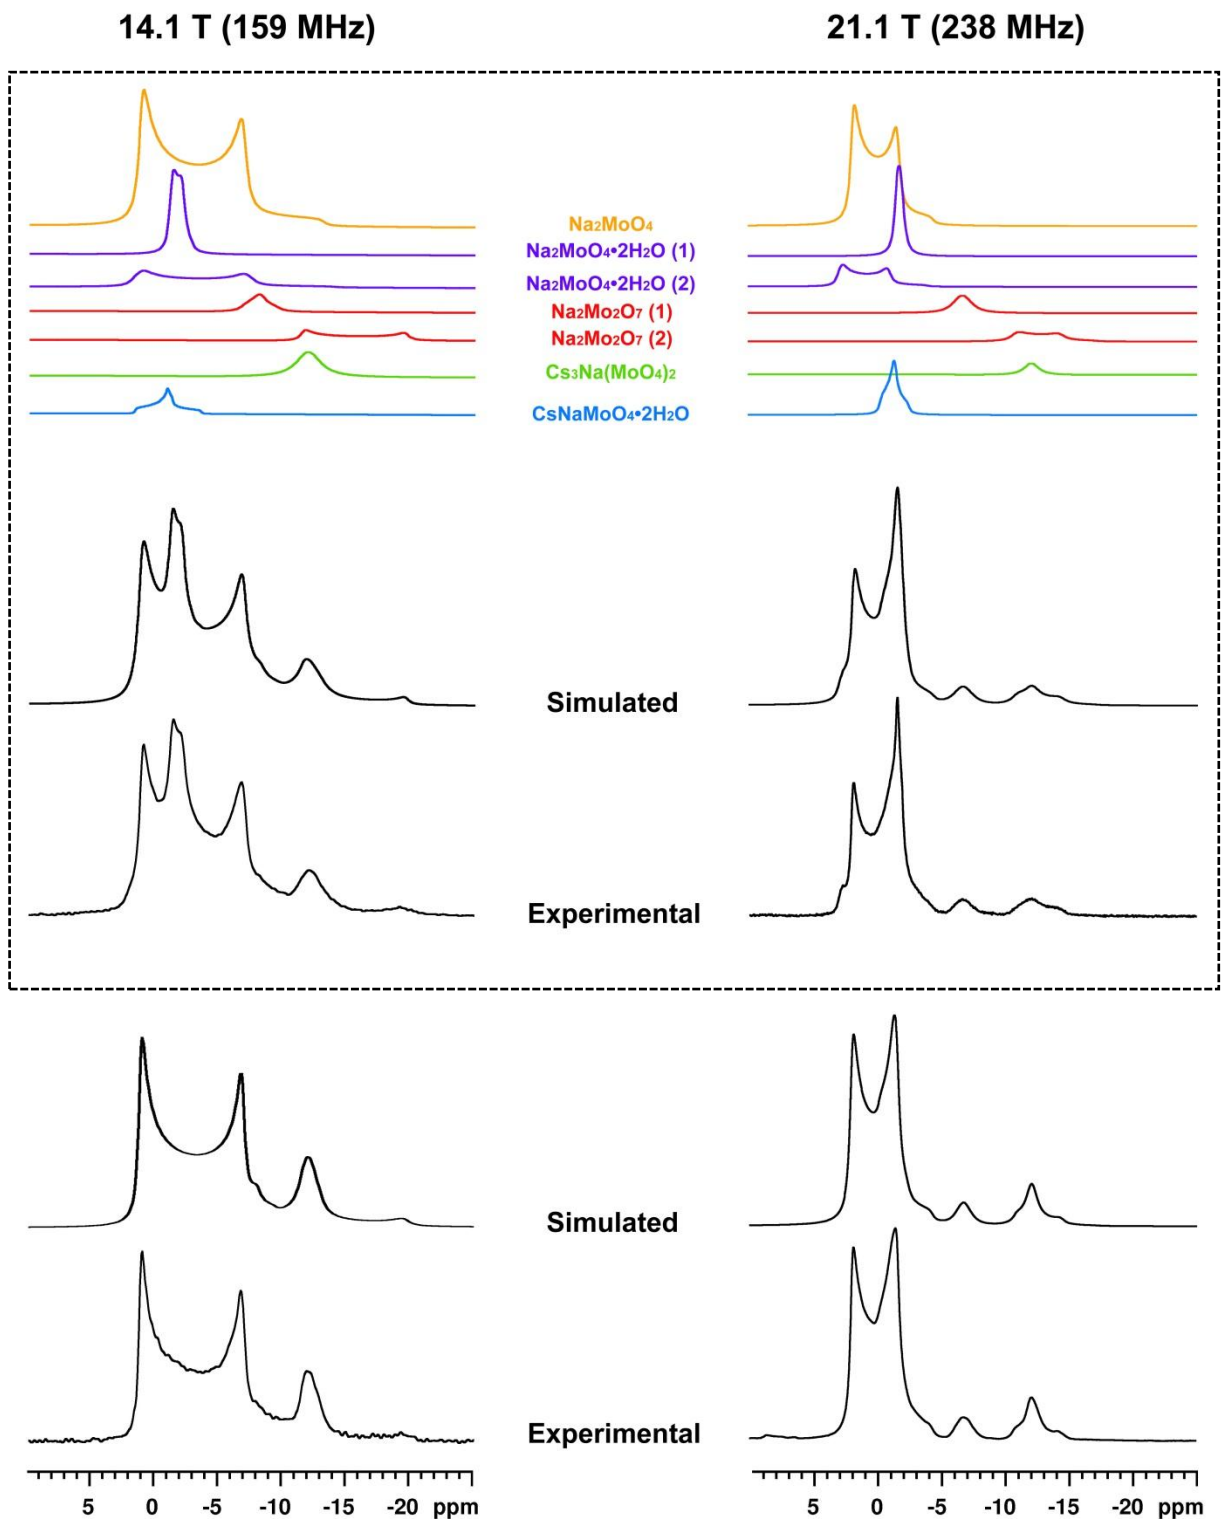 14.1 T (159 MHz)
21.1 T (238 MHz)
Na₂MoO₄
Na₂MoO₄•2H₂O (1)
Na₂MoO₄•2H₂O (2)
Na₂Mo₂O₇ (1)
Na₂Mo₂O₇ (2)
Cs₃Na(MoO₄)₂
CsNaMoO₄•2H₂O
Simulated
Experimental
Simulated
Experimental
5 0 -5 -10 -15 -20 ppm
5 0 -5 -10 -15 -20 ppm